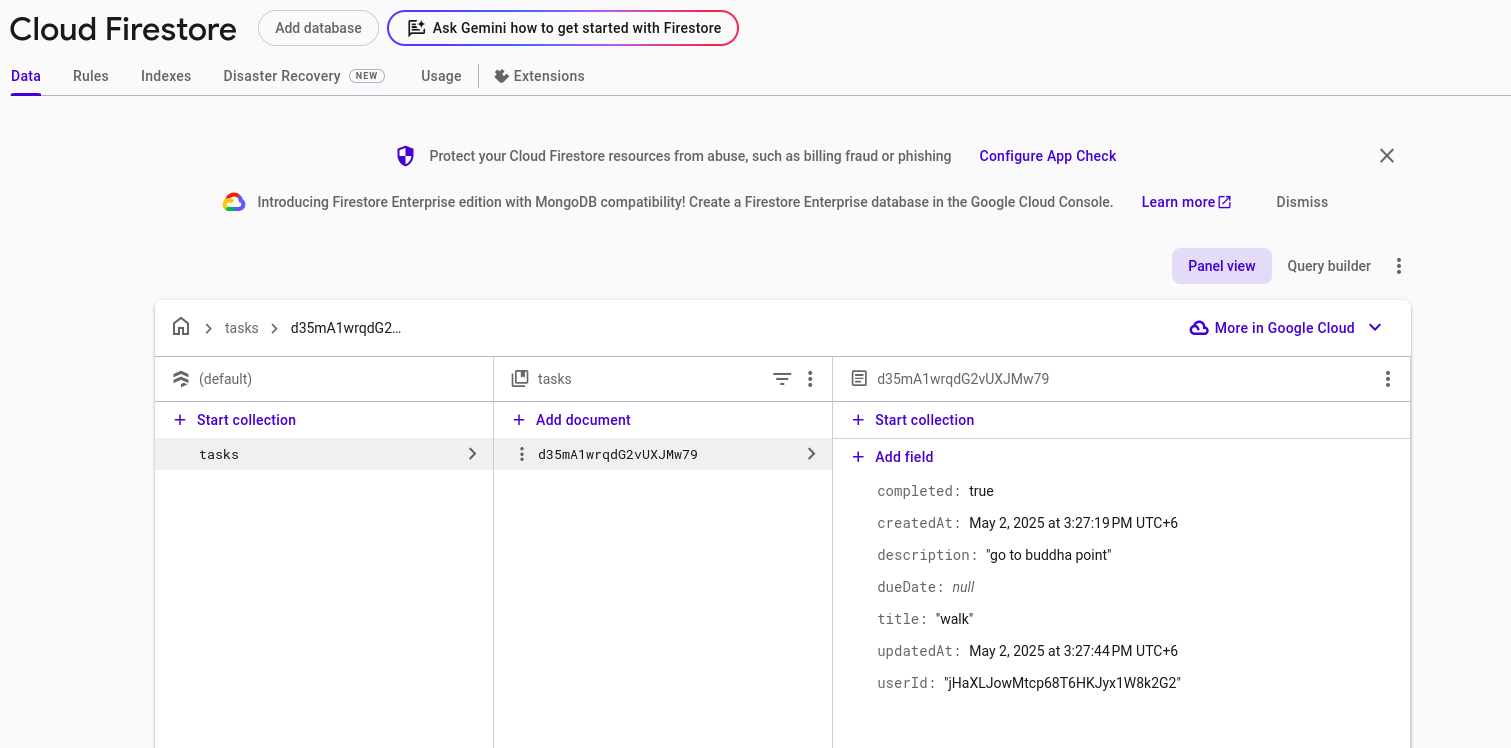 Cloud Firestore Add database Ask Gemini how to get started with Firestore
Data Rules Indexes Disaster Recovery NEW Usage Extensions
Protect your Cloud Firestore resources from abuse, such as billing fraud or phishing Configure App Check
Introducing Firestore Enterprise edition with MongoDB compatibility! Create a Firestore Enterprise database in the Google Cloud Console. Learn more Dismiss
Panel view Query builder
tasks d35mA1wrqdG2… More in Google Cloud
(default) tasks d35mA1wrqdG2vUXJMw79
+ Start collection + Add document + Start collection
tasks d35mA1wrqdG2vUXJMw79
+ Add field
completed: true
createdAt: May 2, 2025 at 3:27:19 PM UTC+6
description: "go to buddha point"
dueDate: null
title: "walk"
updatedAt: May 2, 2025 at 3:27:44 PM UTC+6
userId: "jHaXLJowMtcp68T6HKJyx1W8k2G2"